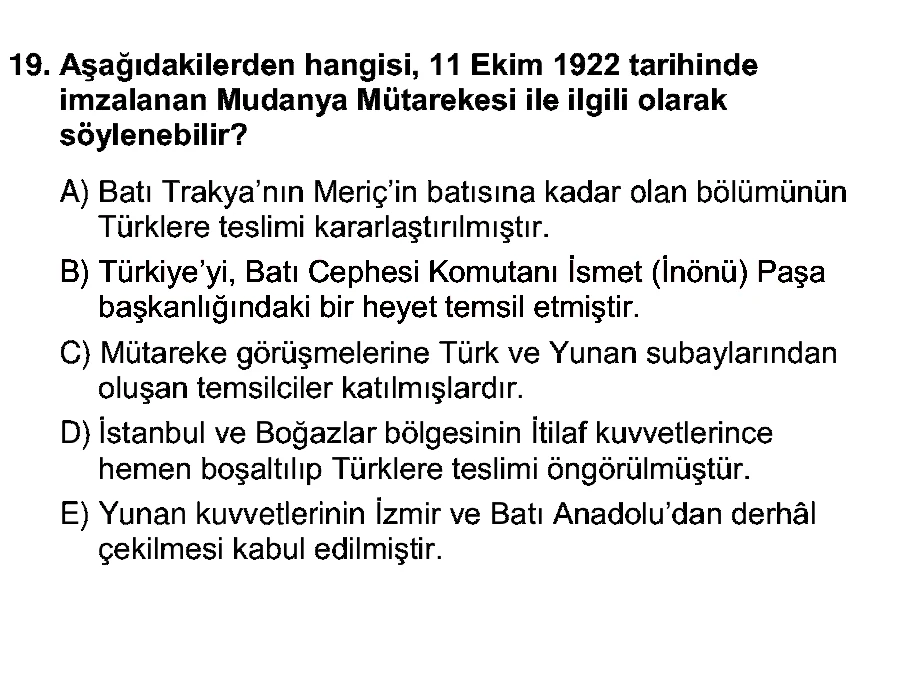 19. Aşağıdakilerden hangisi, 11 Ekim 1922 tarihinde
imzalanan Mudanya Mütarekesi ile ilgili olarak
söylenebilir?
A) Batı Trakya’nın Meriç’in batısına kadar olan bölümünün
Türklere teslimi kararlaştırılmıştır.
B) Türkiye’yi, Batı Cephesi Komutanı İsmet (İnönü) Paşa
başkanlığındaki bir heyet temsil etmiştir.
C) Mütareke görüşmelerine Türk ve Yunan subaylarından
oluşan temsilciler katılmışlardır.
D) İstanbul ve Boğazlar bölgesinin İtilaf kuvvetlerince
hemen boşaltılıp Türklere teslimi öngörülmüştür.
E) Yunan kuvvetlerinin İzmir ve Batı Anadolu’dan derhâl
çekilmesi kabul edilmiştir.